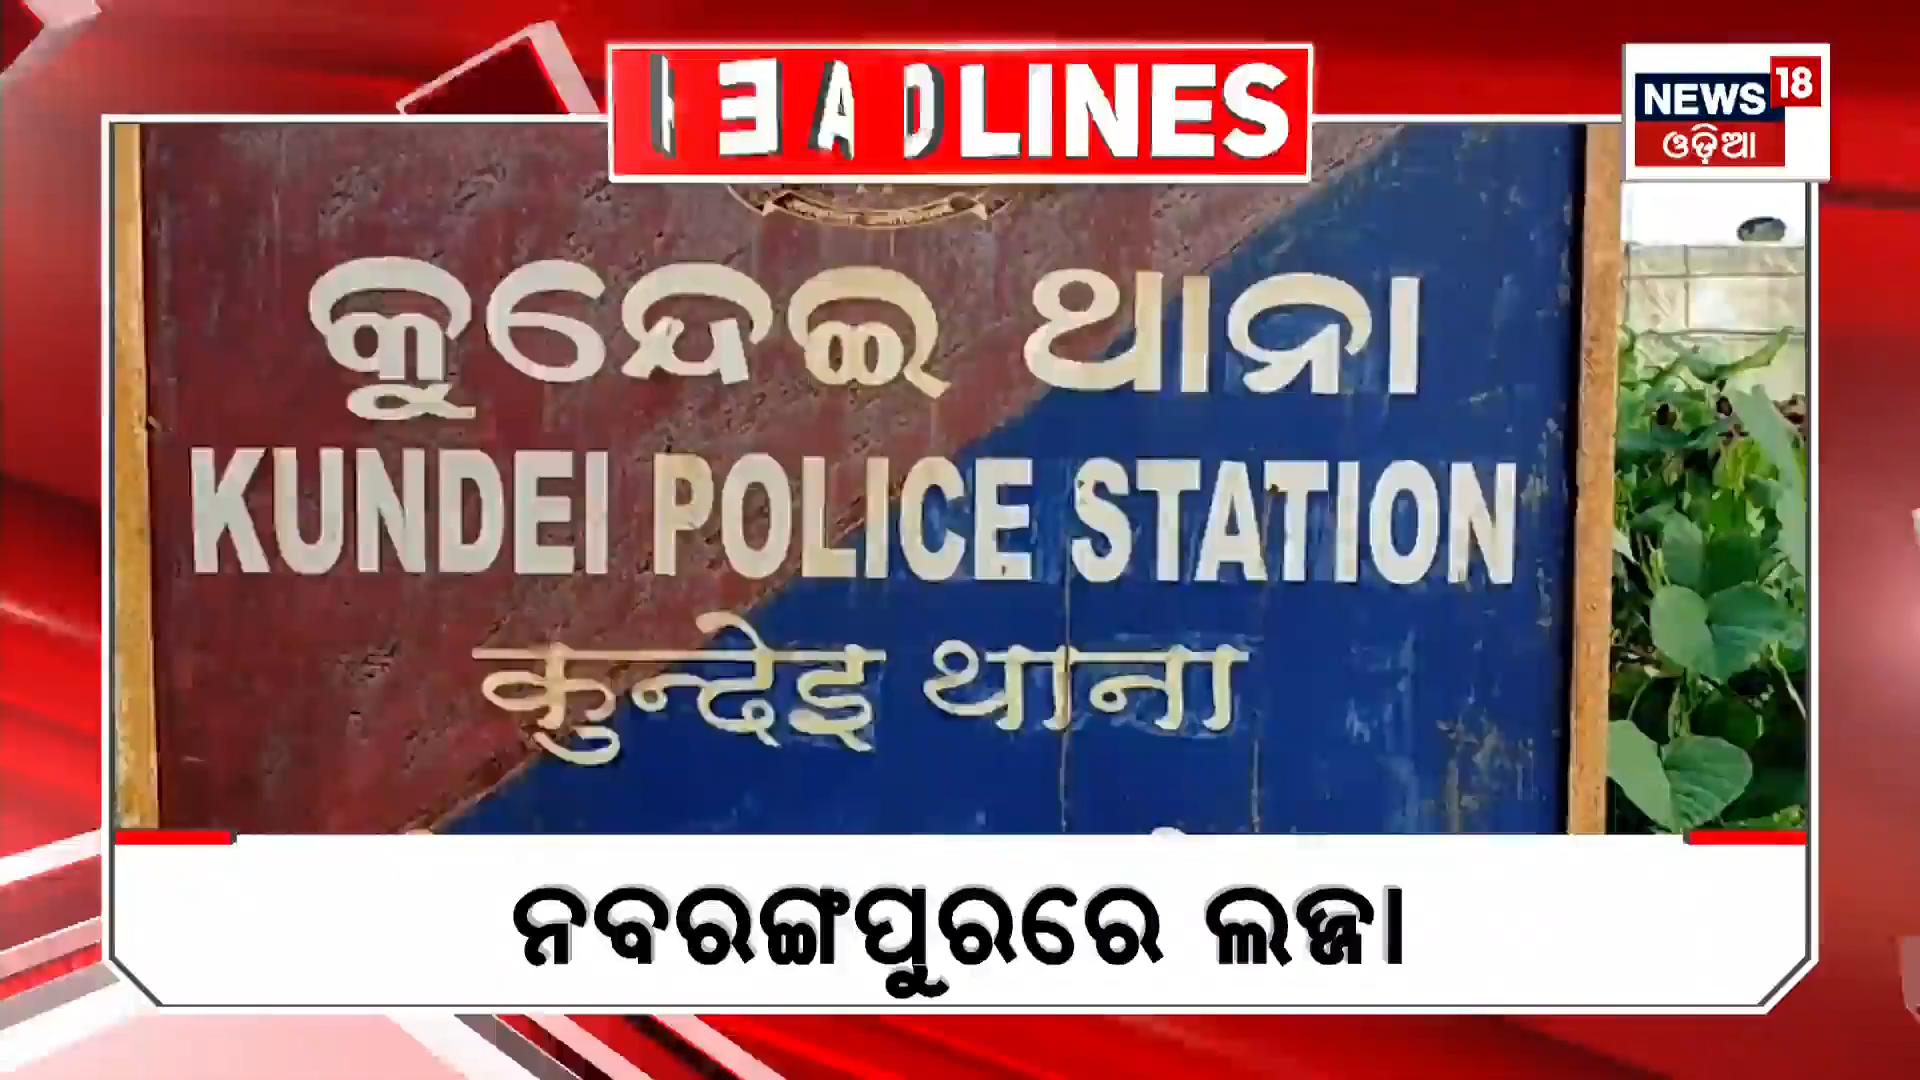 HEADLINES
NEWS 18
ଓଡ଼ିଆ
କୁନ୍ଦେଇ ଥାନା
KUNDEI POLICE STATION
कुन्देइ थाना
ନବରଙ୍ଗପୁରରେ ଲଜ୍ଜା